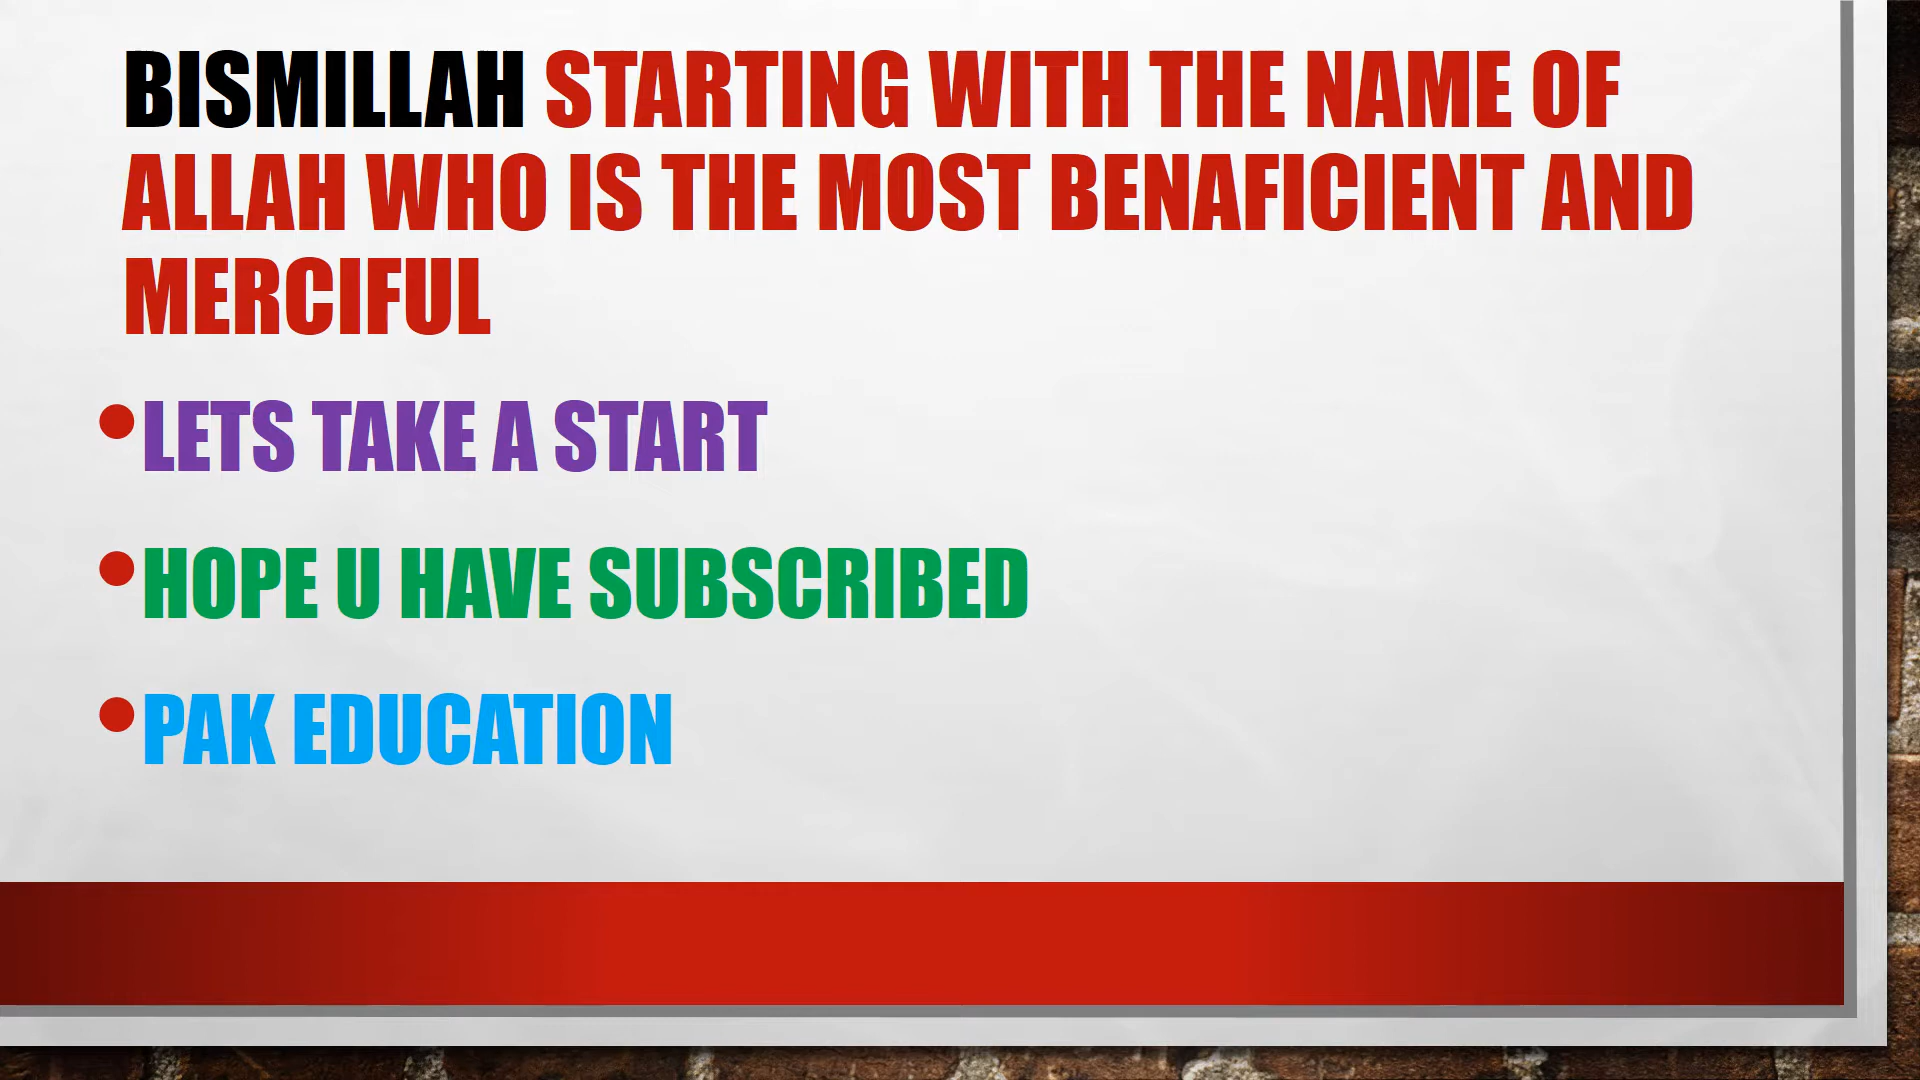 BISMILLAH STARTING WITH THE NAME OF
ALLAH WHO IS THE MOST BENAFICIENT AND
MERCIFUL
•LETS TAKE A START
•HOPE U HAVE SUBSCRIBED
•PAK EDUCATION